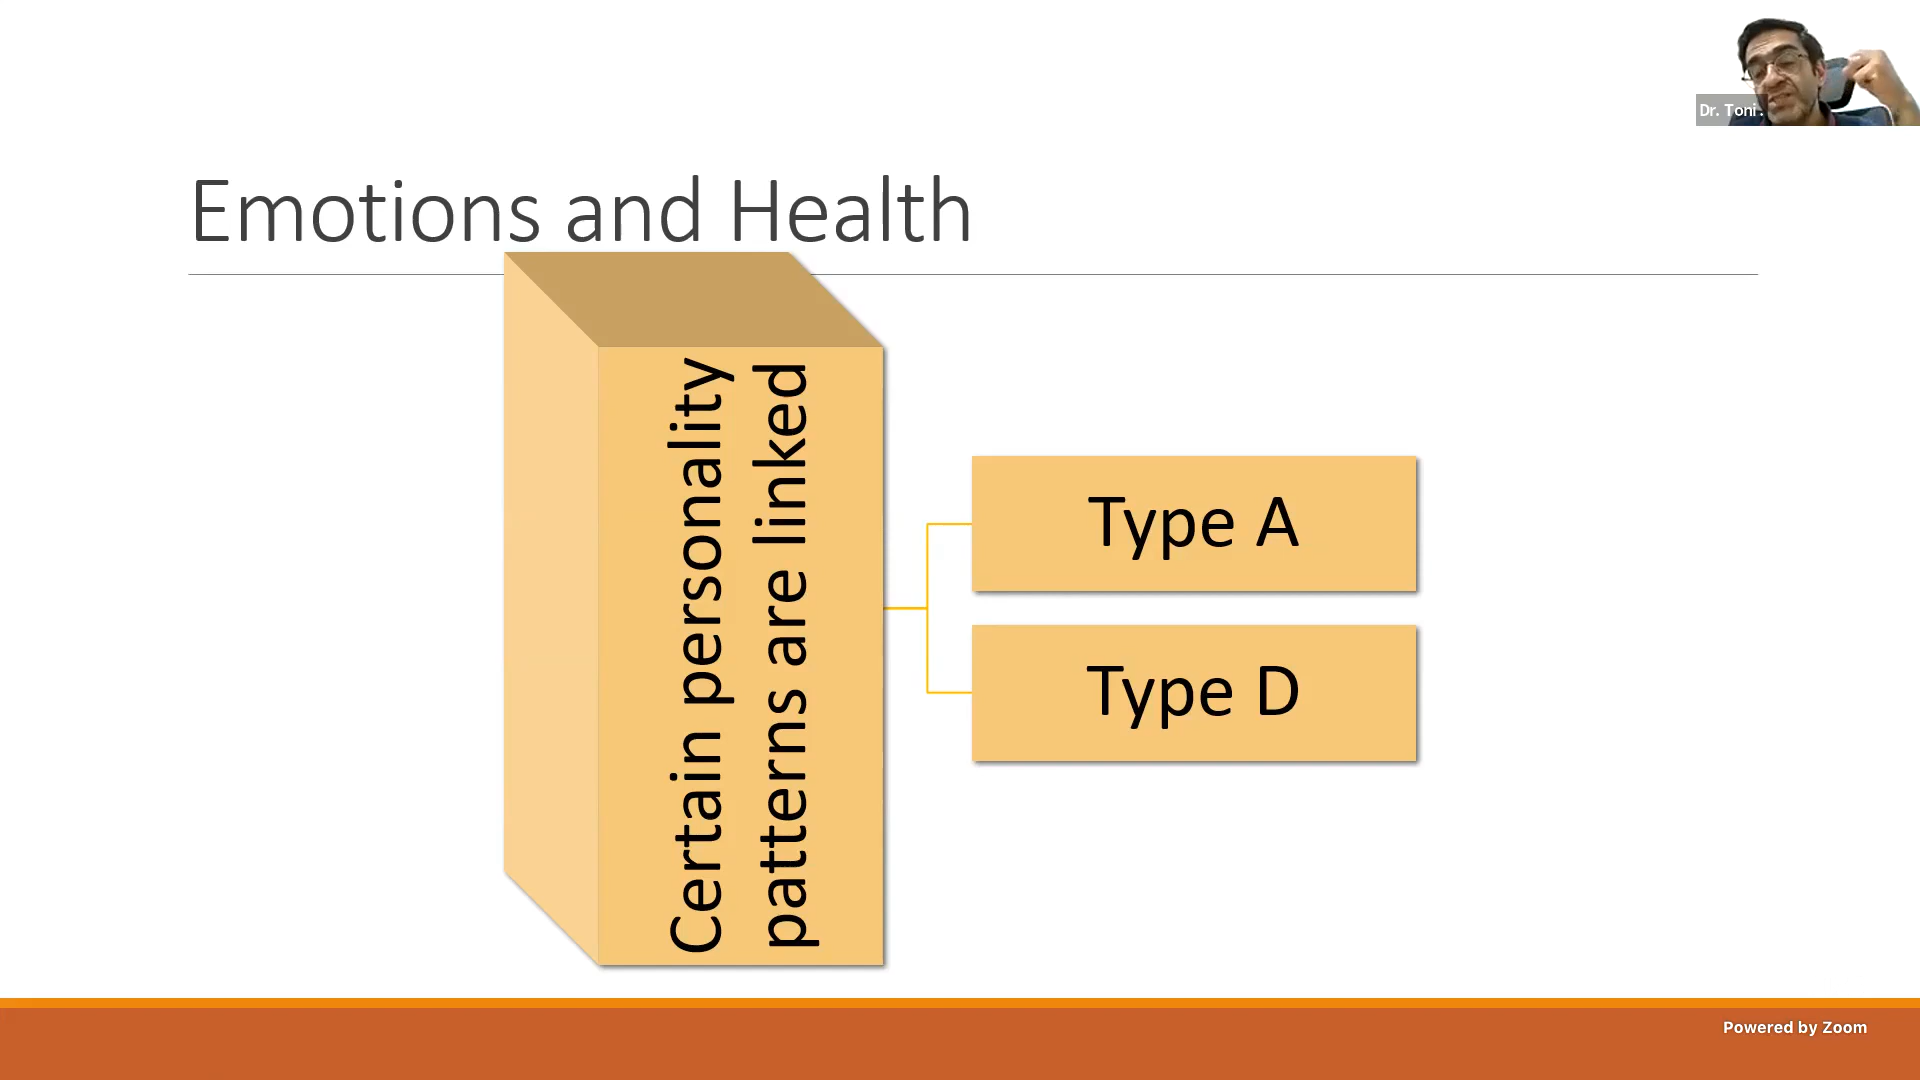 Dr. Toni .
Emotions and Health
Certain personality
patterns are linked
Type A
Type D
Powered by Zoom